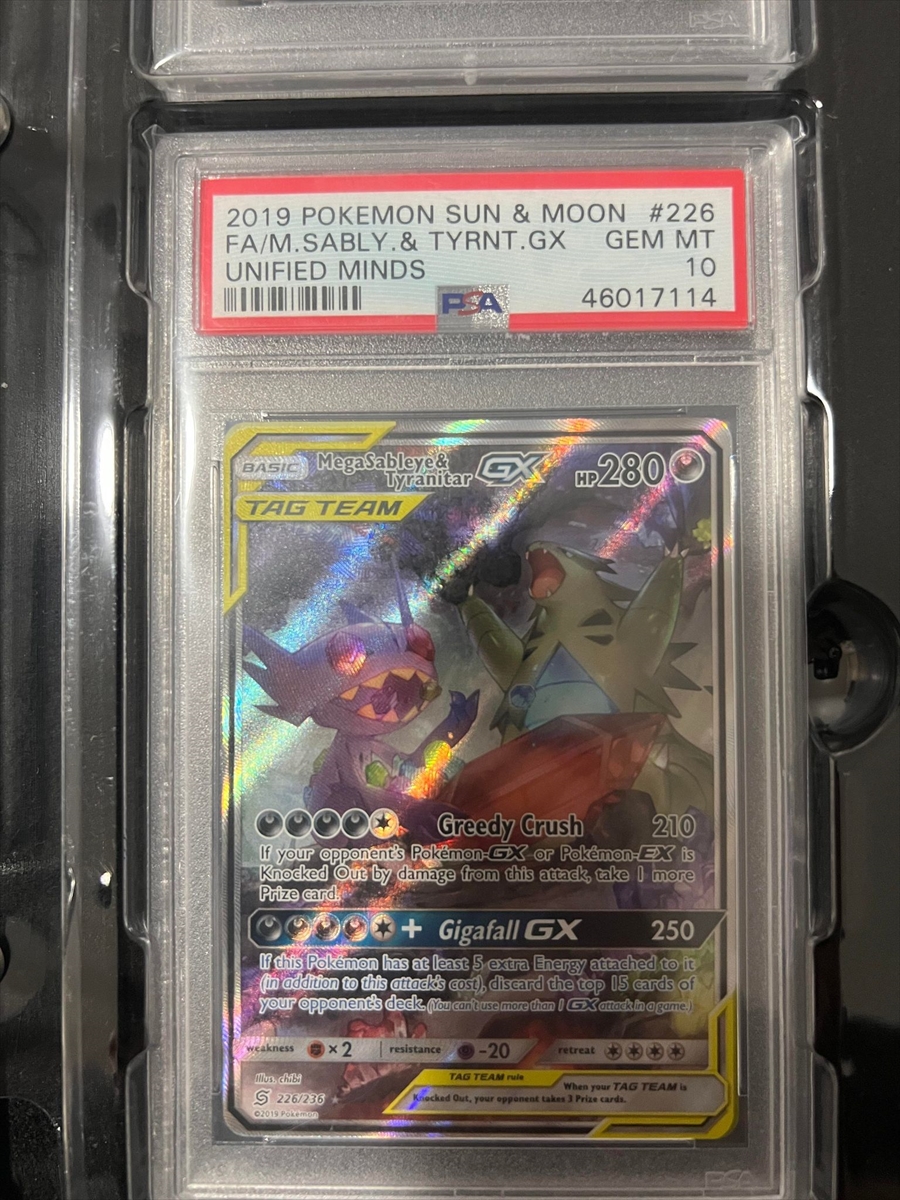 2019 POKEMON SUN & MOON #226
FA/M.SABLY.& TYRNT.GX GEM MT
UNIFIED MINDS 10
PSA 46017114
BASIC MegaSableye& Tyranitar GX HP280
TAG TEAM
Greedy Crush 210
If your opponent's Pokémon-GX or Pokémon-EX is
Knocked Out by damage from this attack, take 1 more
Prize card.
+ Gigafall GX 250
If this Pokémon has at least 5 extra Energy attached to it
(in addition to this attack's cost), discard the top 15 cards of
your opponent's deck. (You can't use more than 1 GX attack in a game.)
weakness ×2 resistance -20 retreat
TAG TEAM rule
When your TAG TEAM is
Knocked Out, your opponent takes 3 Prize cards.
Illus. chibi
226/236
©2019 Pokémon